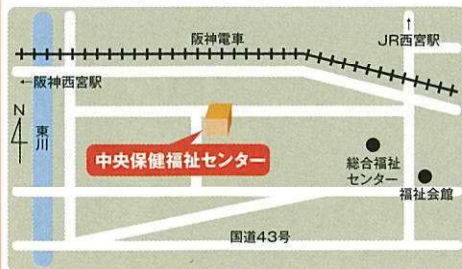 阪神電車
↑
JR西宮駅
←阪神西宮駅
N
東川
中央保健福祉センター
総合福祉
センター
福祉会館
国道43号